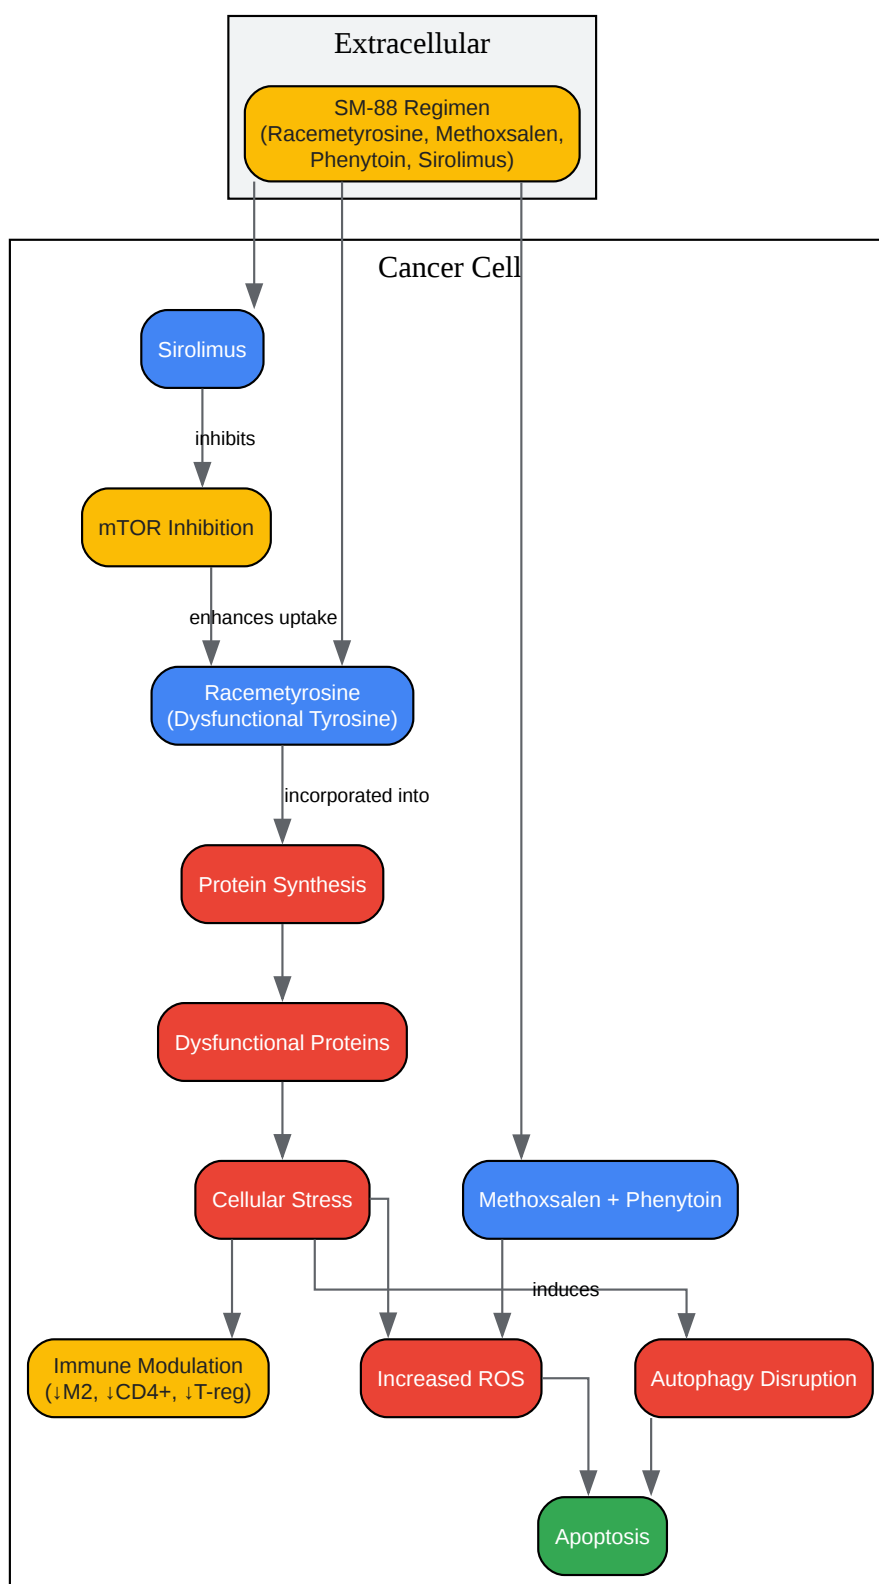 Extracellular
SM-88 Regimen
(Racemetyrosine, Methoxsalen,
Phenytoin, Sirolimus)
Cancer Cell
Sirolimus
inhibits
mTOR Inhibition
enhances uptake
Racemetyrosine
(Dysfunctional Tyrosine)
incorporated into
Protein Synthesis
Dysfunctional Proteins
Cellular Stress
Methoxsalen + Phenytoin
induces
Immune Modulation
(↓M2, ↓CD4+, ↓T-reg)
Increased ROS
Autophagy Disruption
Apoptosis